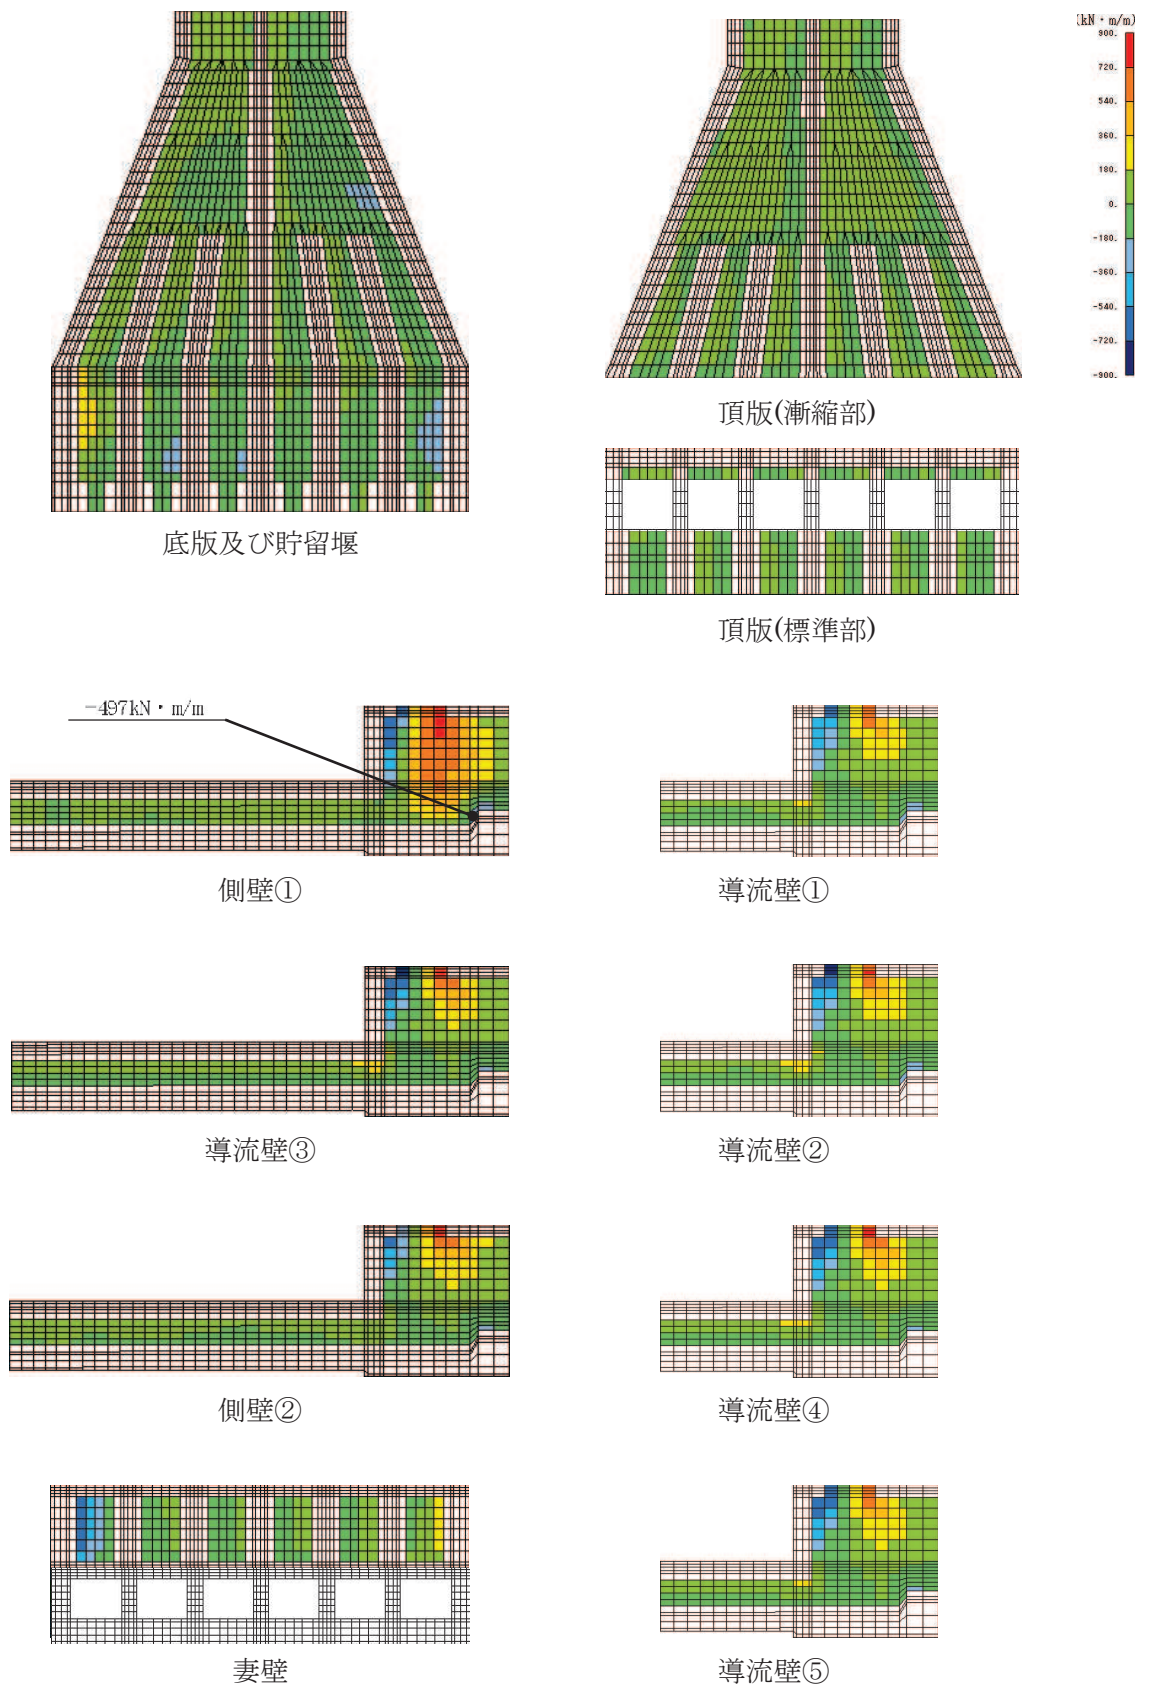 (kN・m/m)
900.
720.
540.
360.
180.
0.
-180.
-360.
-540.
-720.
-900.
頂版(漸縮部)
底版及び貯留堰
頂版(標準部)
-497kN・m/m
側壁①
導流壁①
導流壁③
導流壁②
側壁②
導流壁④
妻壁
導流壁⑤